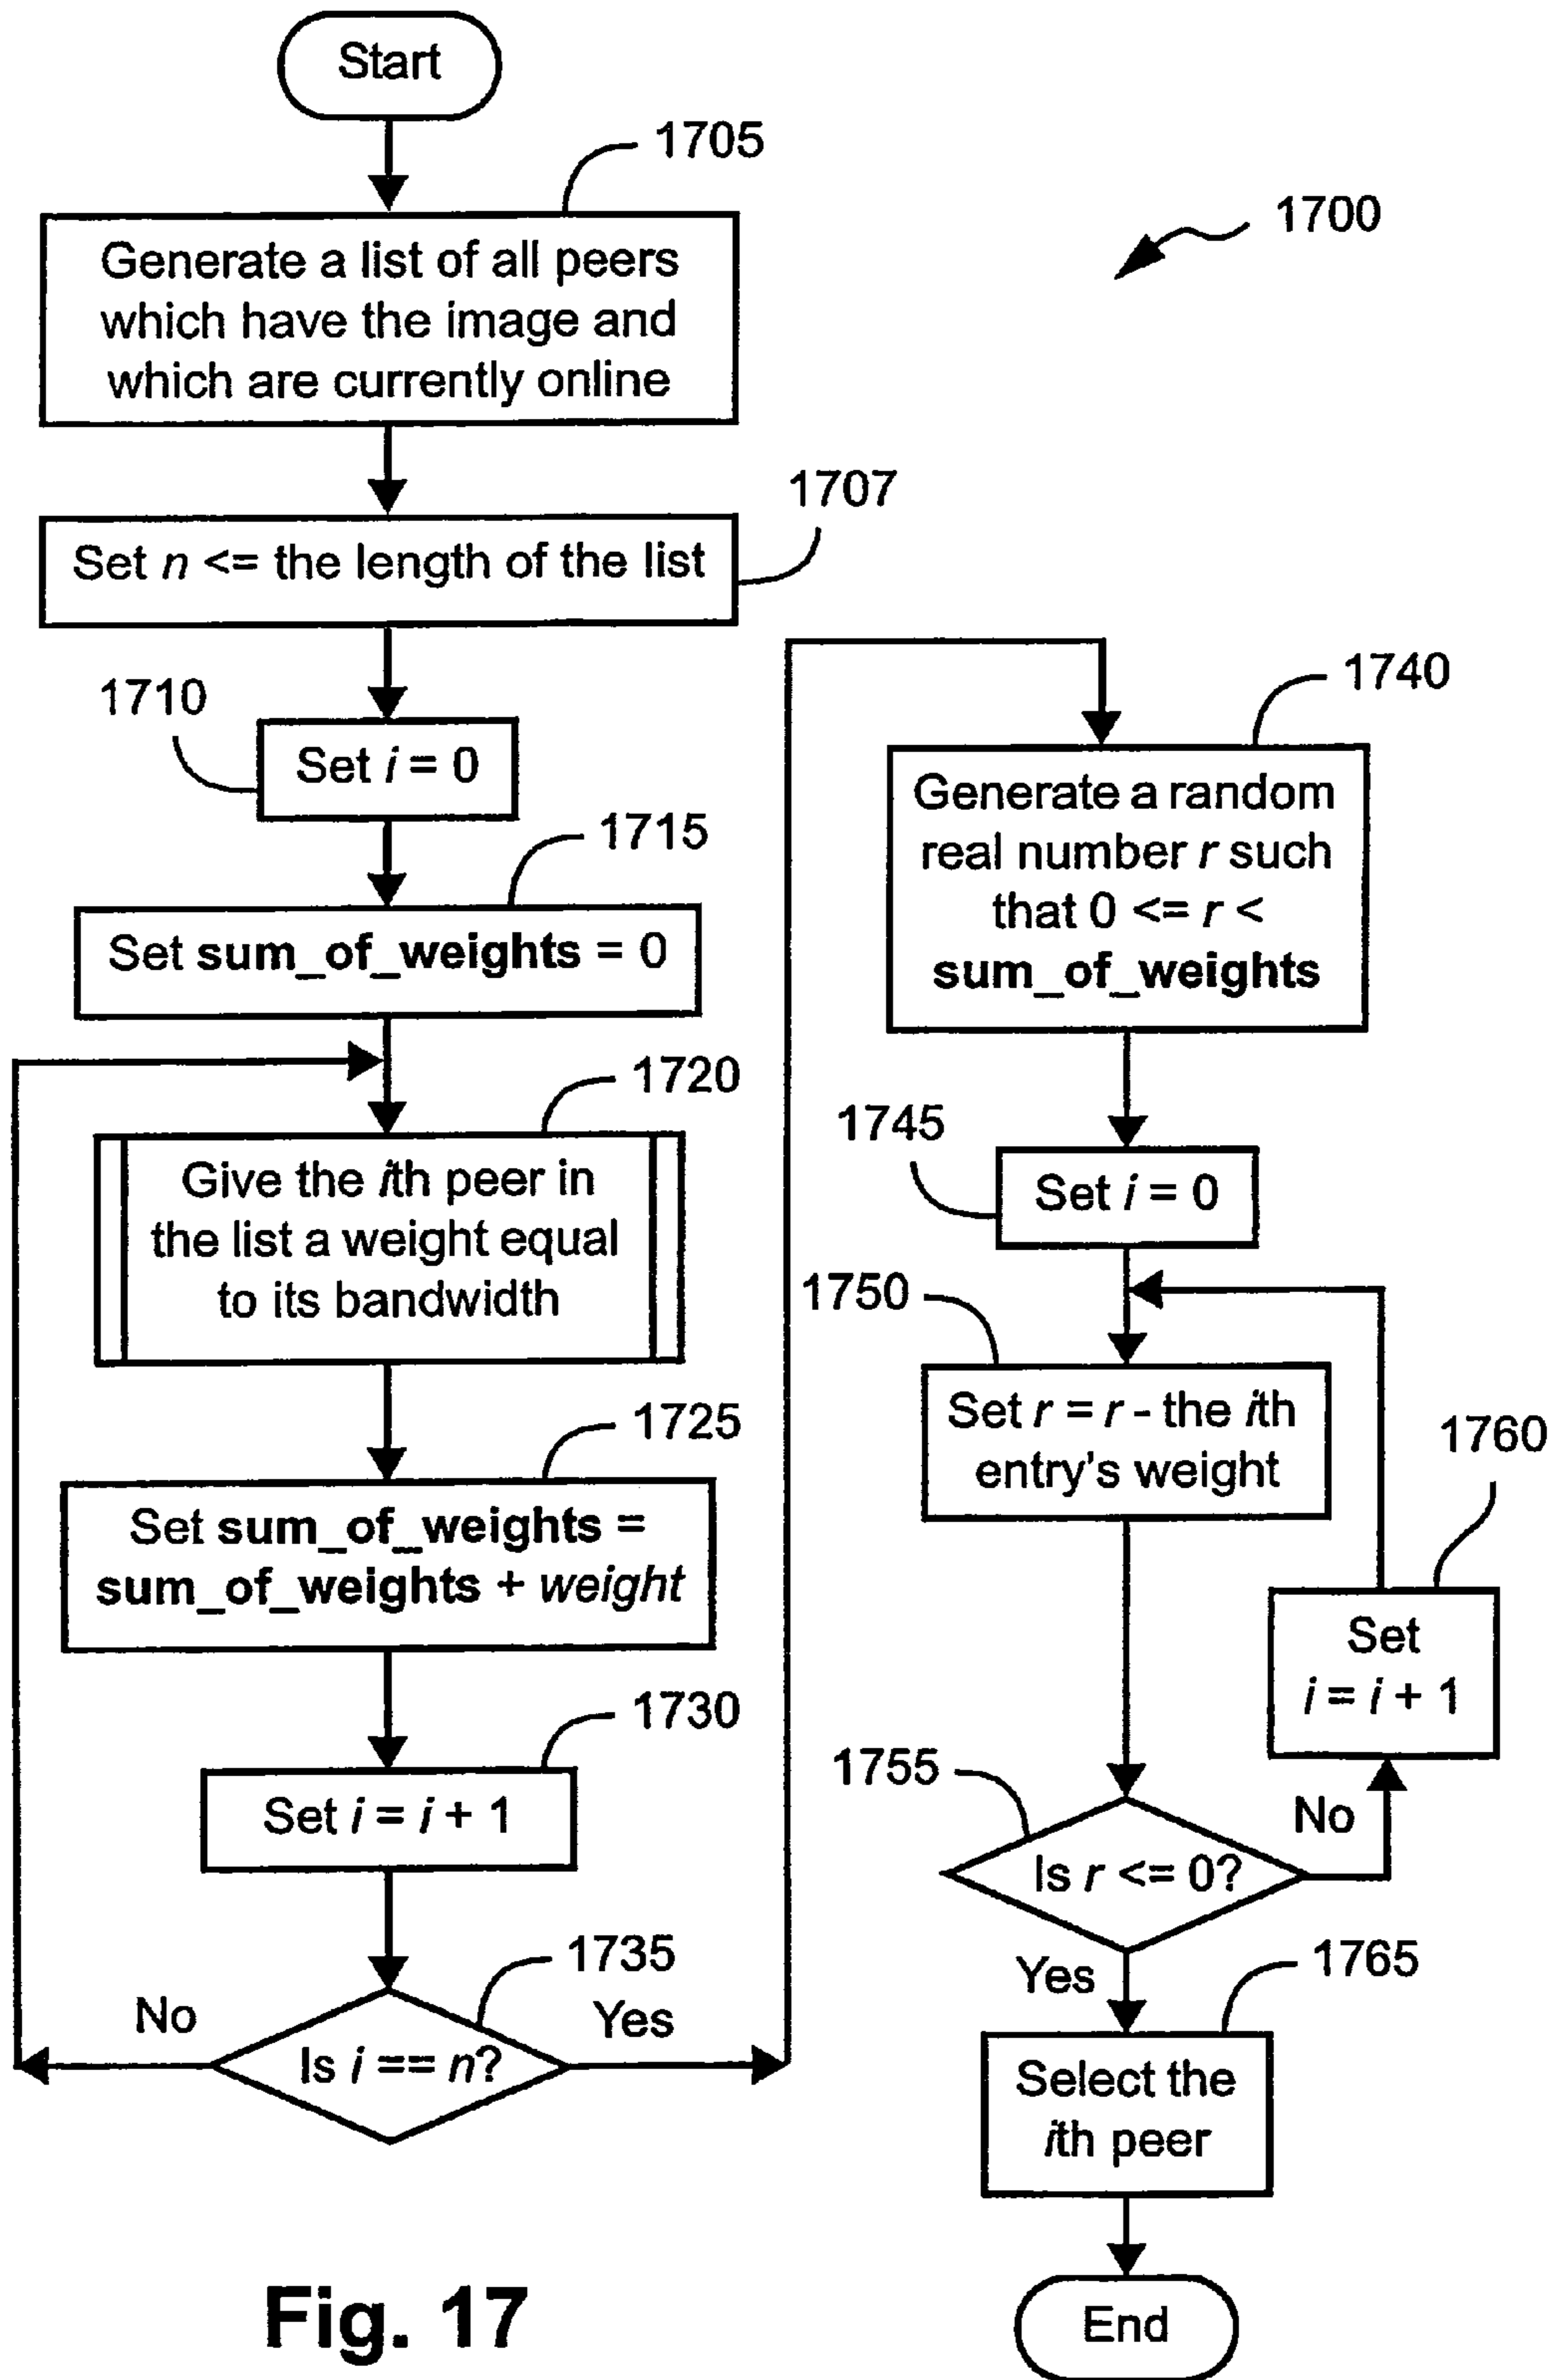 Start
1705
Generate a list of all peers
which have the image and
which are currently online
1700
1707
Set n <= the length of the list
1710
Set i = 0
1715
Set sum_of_weights = 0
1720
Give the ith peer in
the list a weight equal
to its bandwidth
1725
Set sum_of_weights =
sum_of_weights + weight
1730
Set i = i + 1
1735
No
Yes
Is i == n?
1740
Generate a random
real number r such
that 0 <= r <
sum_of_weights
1745
Set i = 0
1750
Set r = r - the ith
entry's weight
1760
Set
i = i + 1
1755
No
Is r <= 0?
Yes
1765
Select the
ith peer
End
Fig. 17